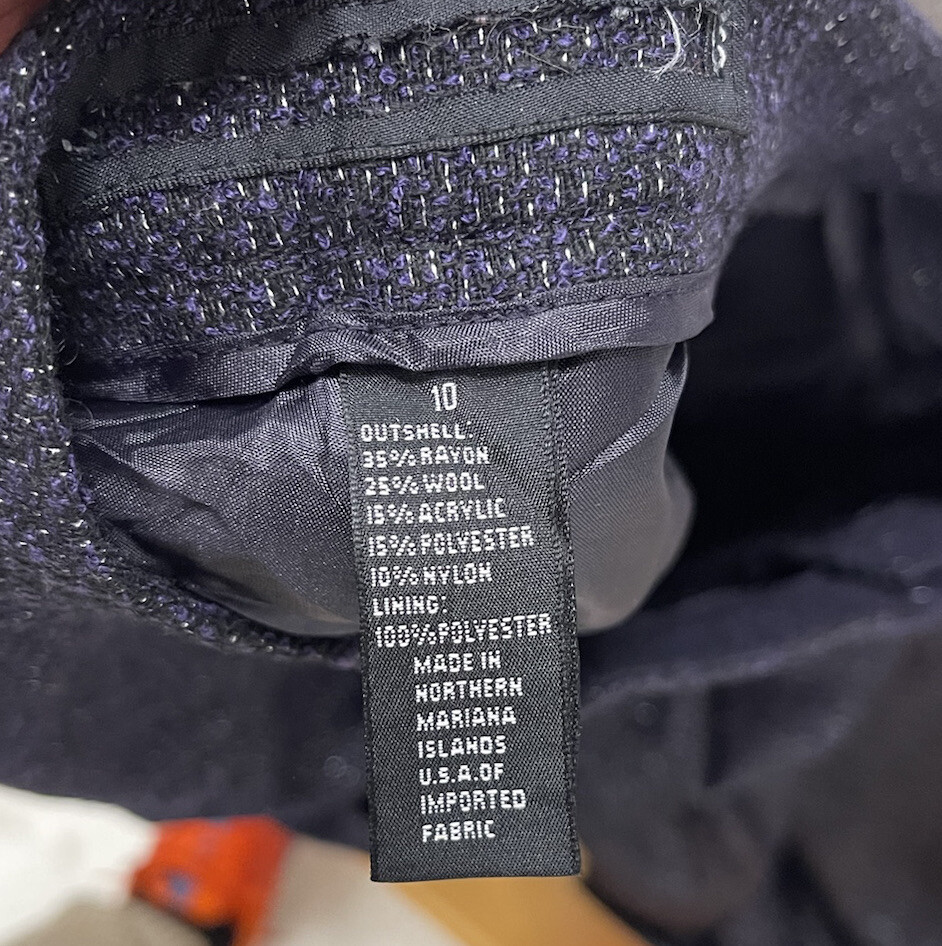 10
OUTSHELL:
35% RAYON
25% WOOL
15% ACRYLIC
15% POLYESTER
10% NYLON
LINING:
100% POLYESTER
MADE IN
NORTHERN
MARIANA
ISLANDS
U.S.A.OF
IMPORTED
FABRIC